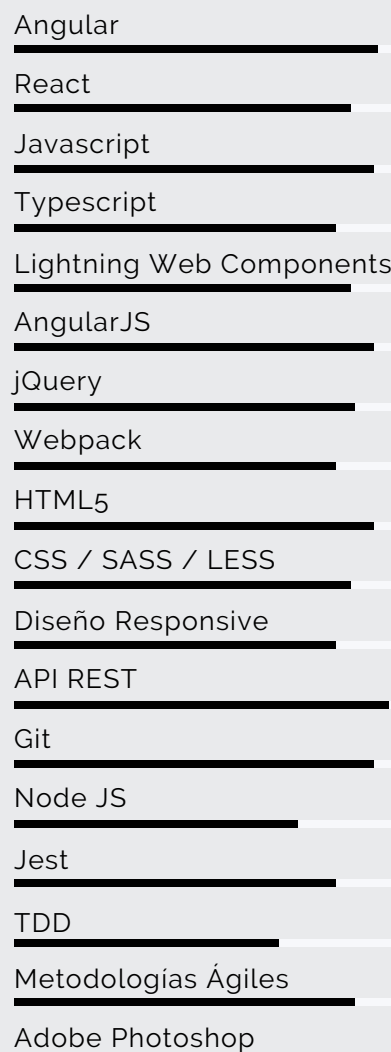 Angular
React
Javascript
Typescript
Lightning Web Components
AngularJS
jQuery
Webpack
HTML5
CSS / SASS / LESS
Diseño Responsive
API REST
Git
Node JS
Jest
TDD
Metodologías Ágiles
Adobe Photoshop